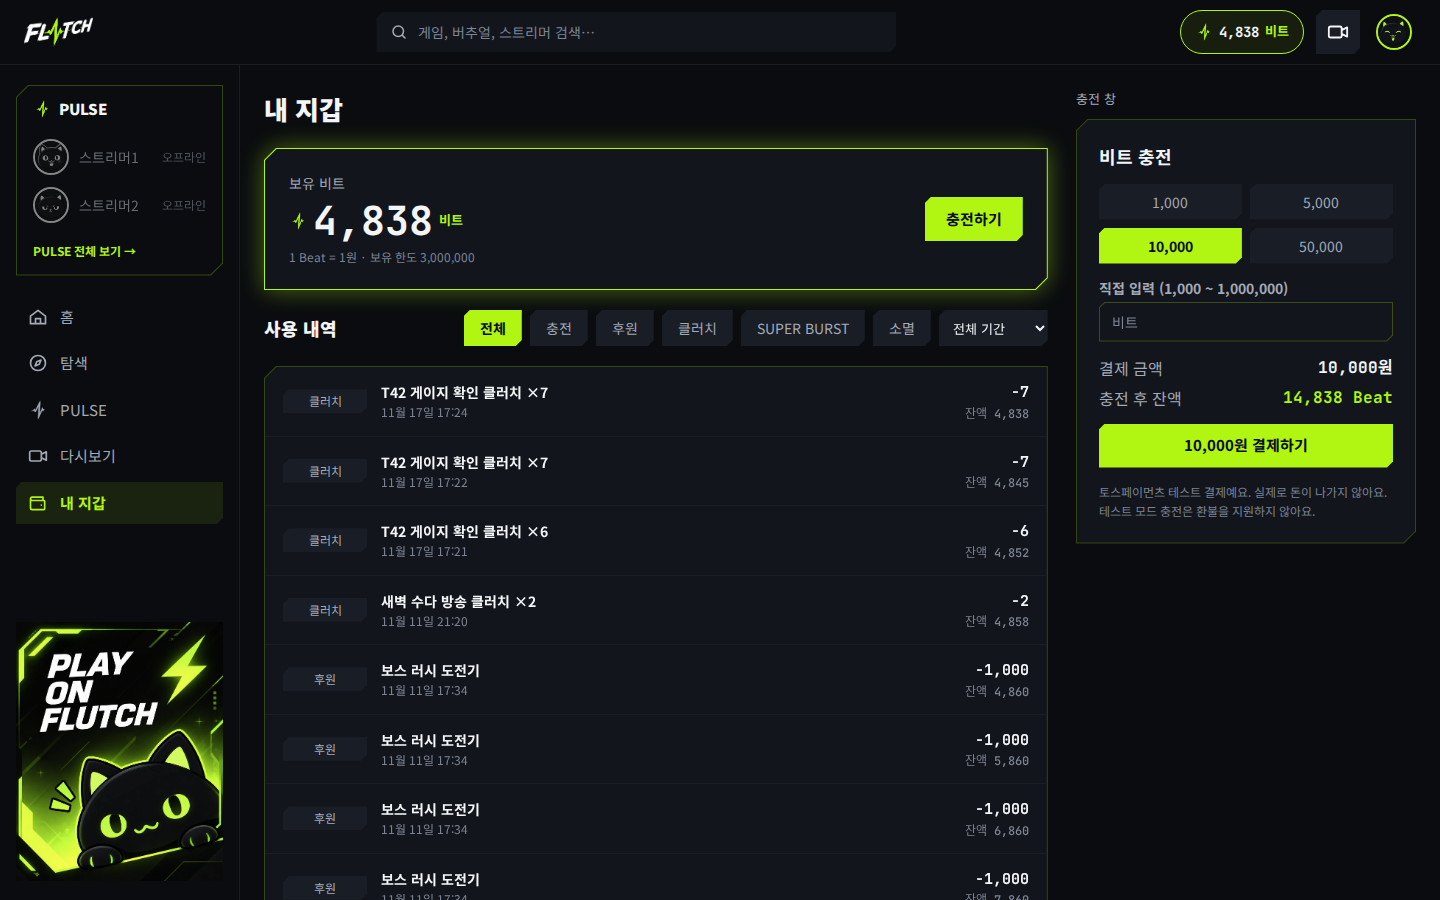 FLUTCH
게임, 버추얼, 스트리머 검색…
4,838 비트
PULSE
스트리머1 오프라인
스트리머2 오프라인
PULSE 전체 보기 →
홈
탐색
PULSE
다시보기
내 지갑
PLAY
ON
FLUTCH
내 지갑
보유 비트
4,838 비트
1 Beat = 1원 · 보유 한도 3,000,000
충전하기
사용 내역
전체 충전 후원 클러치 SUPER BURST 소멸 전체 기간
클러치 T42 게이지 확인 클러치 ×7 -7
11월 17일 17:24 잔액 4,838
클러치 T42 게이지 확인 클러치 ×7 -7
11월 17일 17:22 잔액 4,845
클러치 T42 게이지 확인 클러치 ×6 -6
11월 17일 17:21 잔액 4,852
클러치 새벽 수다 방송 클러치 ×2 -2
11월 11일 21:20 잔액 4,858
후원 보스 러시 도전기 -1,000
11월 11일 17:34 잔액 4,860
후원 보스 러시 도전기 -1,000
11월 11일 17:34 잔액 5,860
후원 보스 러시 도전기 -1,000
11월 11일 17:34 잔액 6,860
후원 보스 러시 도전기 -1,000
11월 11일 17:34 잔액 7,860
충전 창
비트 충전
1,000 5,000
10,000 50,000
직접 입력 (1,000 ~ 1,000,000)
비트
결제 금액 10,000원
충전 후 잔액 14,838 Beat
10,000원 결제하기
토스페이먼츠 테스트 결제예요. 실제로 돈이 나가지 않아요.
테스트 모드 충전은 환불을 지원하지 않아요.